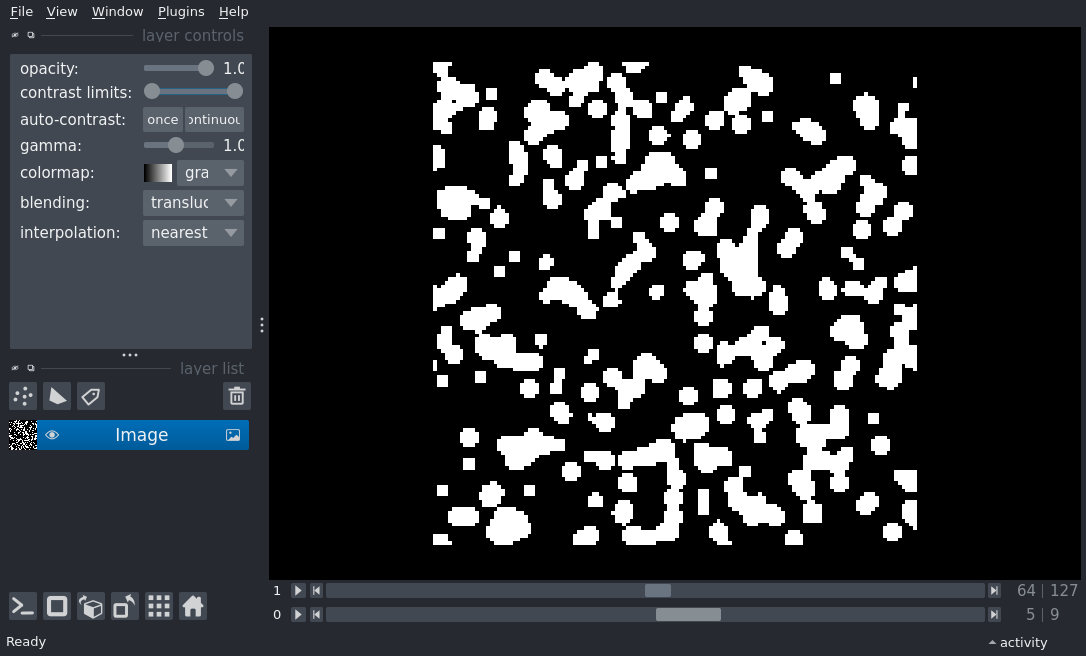 File View Window Plugins Help
layer controls
opacity: 1.0
contrast limits:
auto-contrast: once ontinuou
gamma: 1.0
colormap: gra
blending: transluc
interpolation: nearest
layer list
Image
1 64 | 127
0 5 | 9
Ready activity